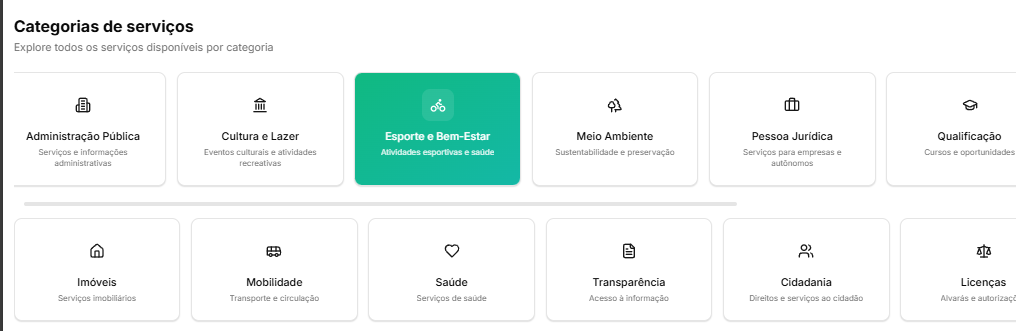 Categorias de serviços
Explore todos os serviços disponíveis por categoria
Administração Pública
Serviços e informações
administrativas
Cultura e Lazer
Eventos culturais e atividades
recreativas
Esporte e Bem-Estar
Atividades esportivas e saúde
Meio Ambiente
Sustentabilidade e preservação
Pessoa Jurídica
Serviços para empresas e
autônomos
Qualificação
Cursos e oportunidades
Imóveis
Serviços imobiliários
Mobilidade
Transporte e circulação
Saúde
Serviços de saúde
Transparência
Acesso à informação
Cidadania
Direitos e serviços ao cidadão
Licenças
Alvarás e